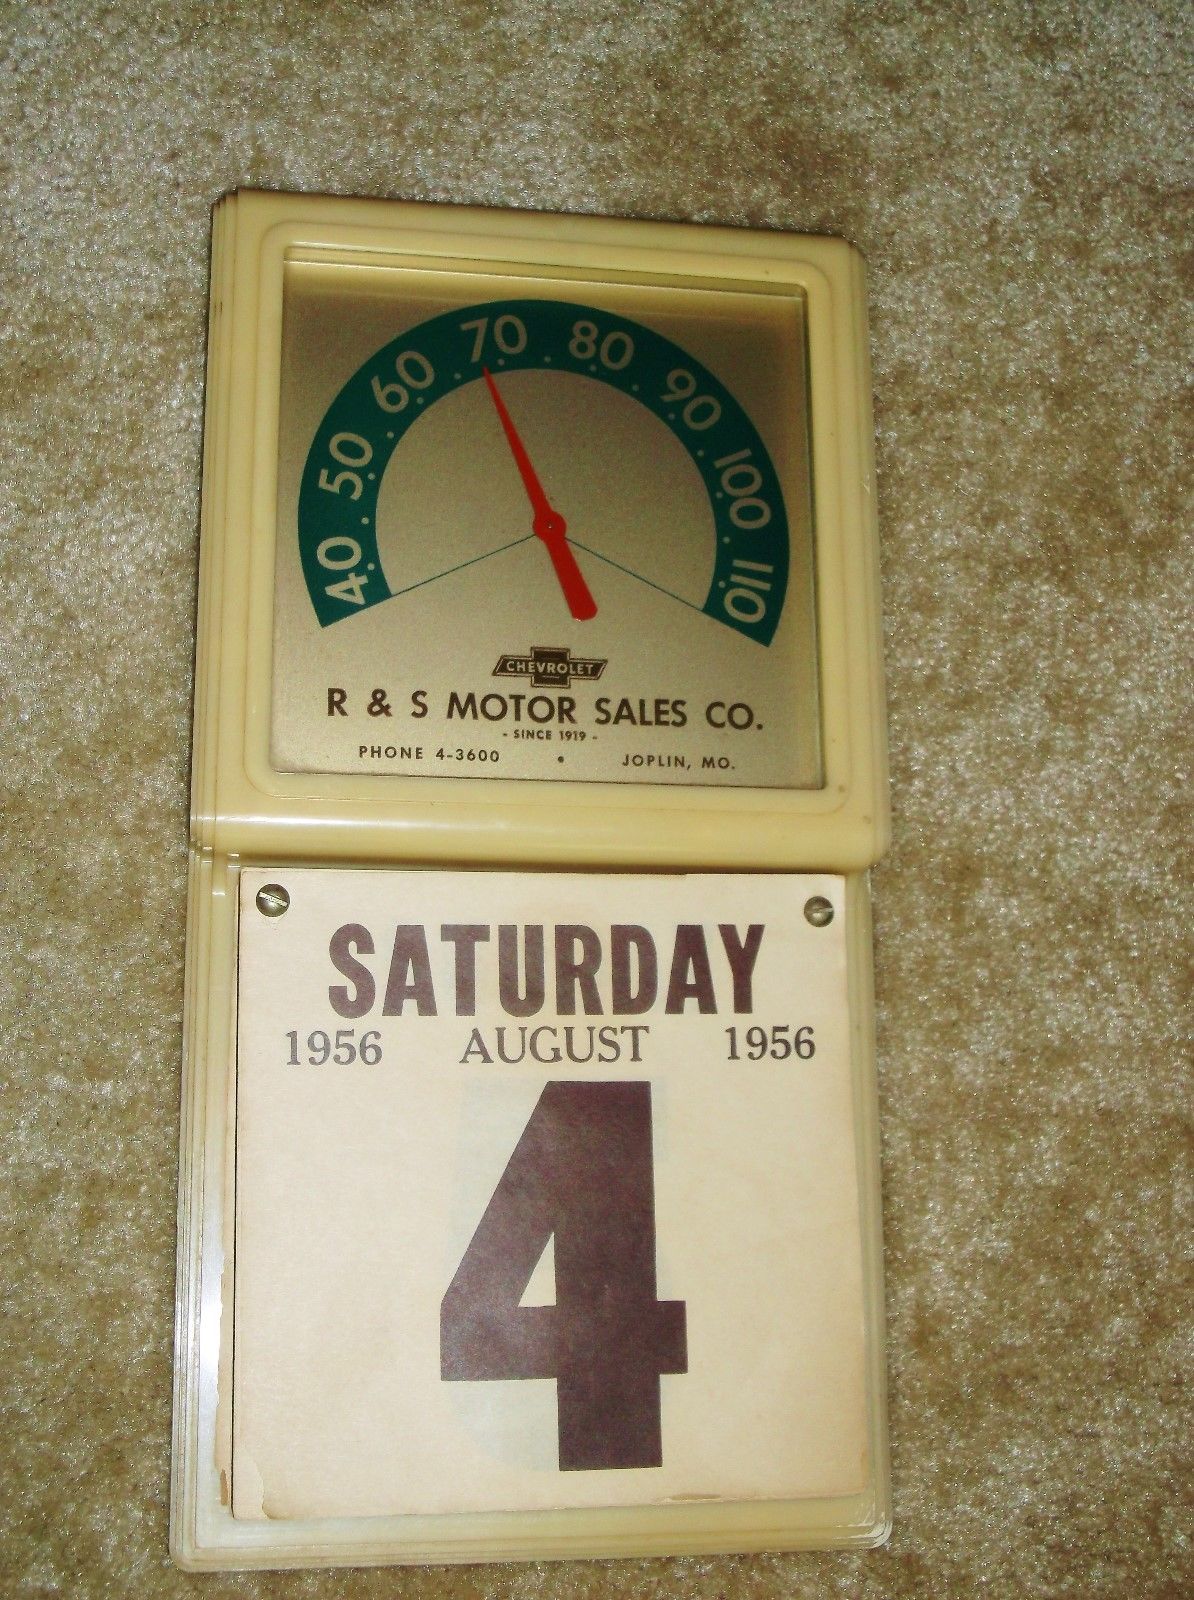 40 50 60 70 80 90 100 110
CHEVROLET
R & S MOTOR SALES CO.
- SINCE 1919 -
PHONE 4-3600 • JOPLIN, MO.
SATURDAY
1956 AUGUST 1956
4